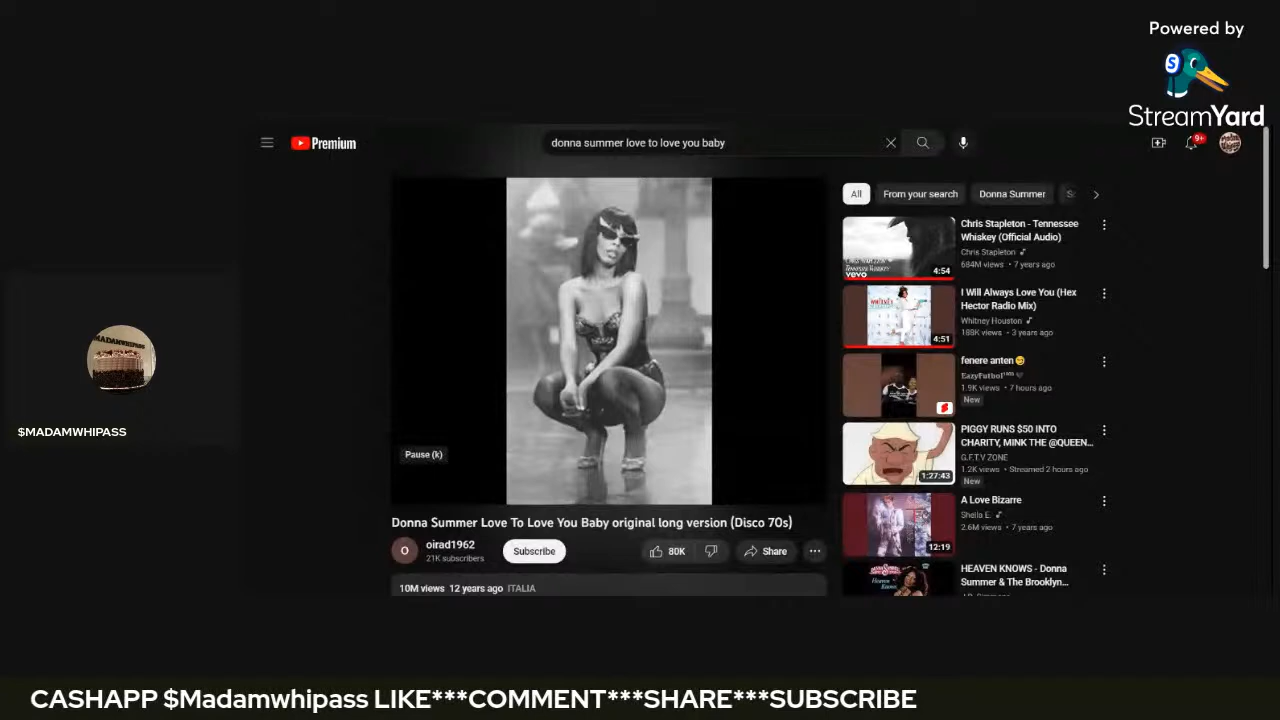 Powered by
StreamYard
Premium
donna summer love to love you baby
9+
All
From your search
Donna Summer
Chris Stapleton - Tennessee
Whiskey (Official Audio)
Chris Stapleton
684M views • 7 years ago
vevo
4:54
I Will Always Love You (Hex
Hector Radio Mix)
Whitney Houston
188K views • 3 years ago
4:51
fenere anten
1.9K views • 7 hours ago
New
PIGGY RUNS $50 INTO
CHARITY, MINK THE @QUEEN...
G.F.T.V ZONE
1.2K views • Streamed 2 hours ago
New
1:27:43
A Love Bizarre
Sheila E.
2.6M views • 7 years ago
12:19
HEAVEN KNOWS - Donna
Summer & The Brooklyn...
Pause (k)
Donna Summer Love To Love You Baby original long version (Disco 70s)
O
oirad1962
21K subscribers
Subscribe
80K
Share
10M views 12 years ago ITALIA
$MADAMWHIPASS
CASHAPP $Madamwhipass LIKE***COMMENT***SHARE***SUBSCRIBE